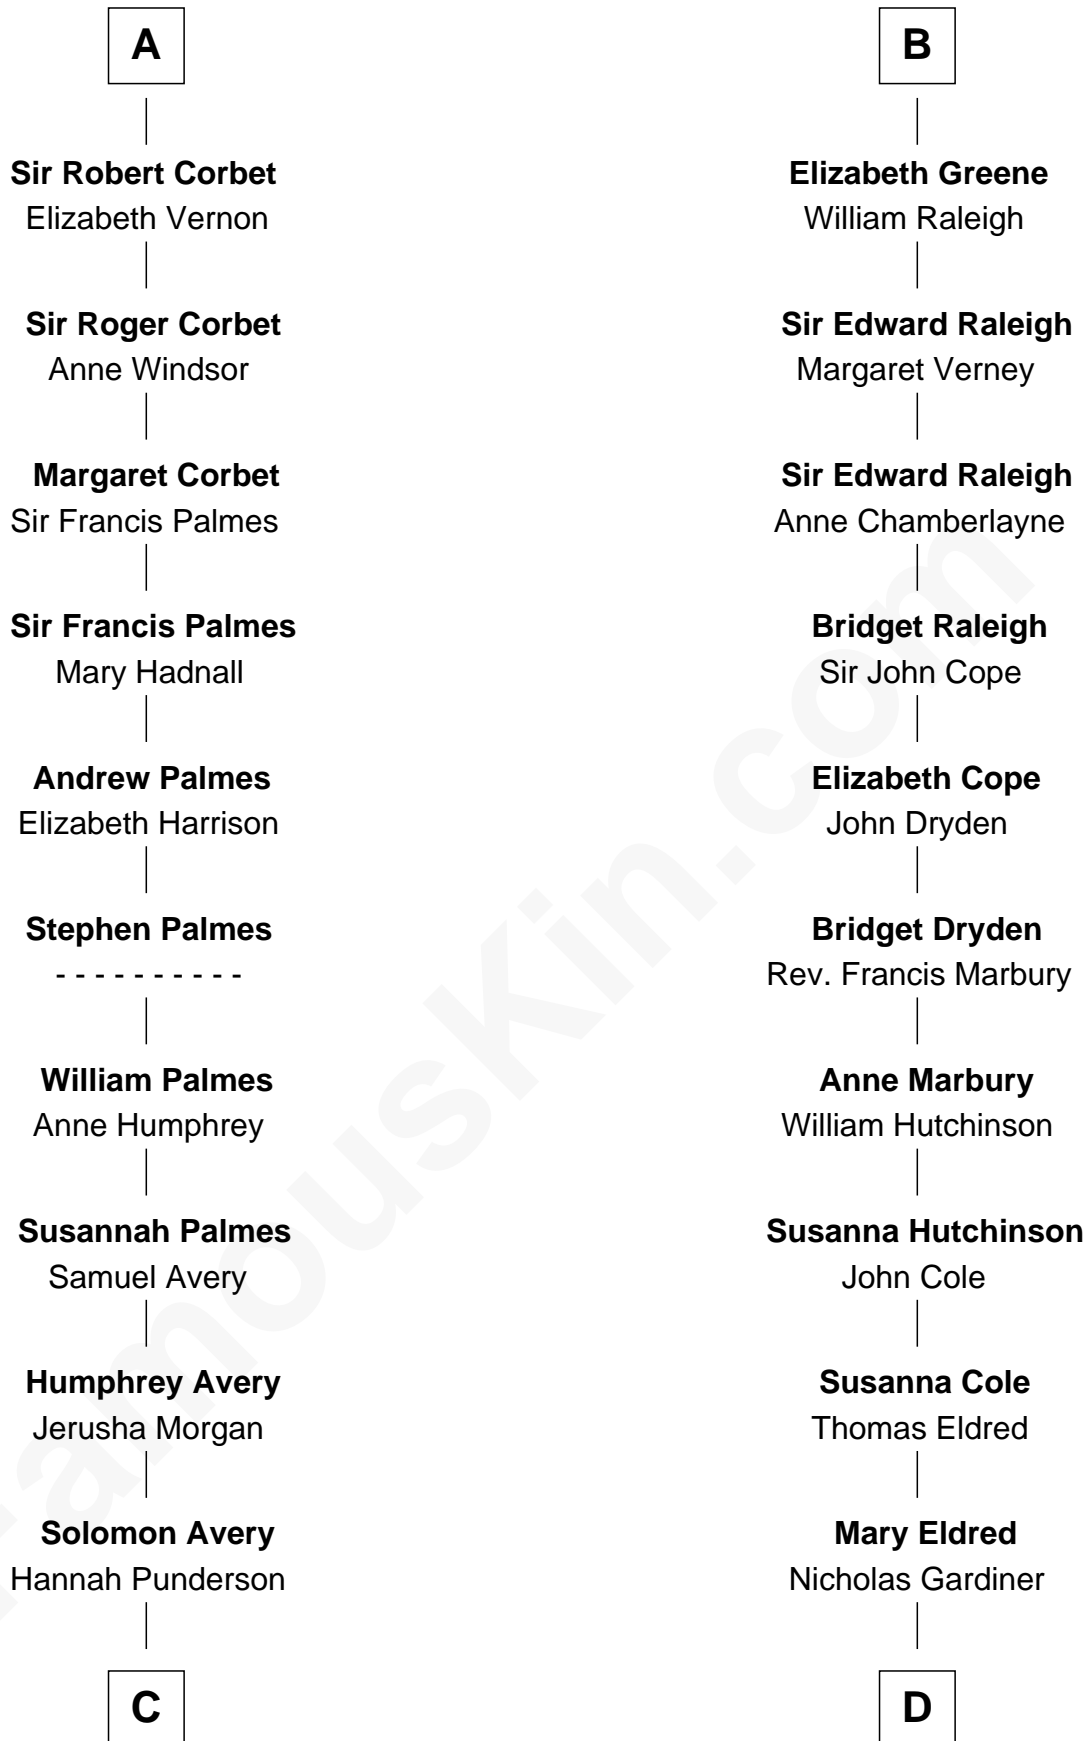 A
Sir Robert Corbet
Elizabeth Vernon
Sir Roger Corbet
Anne Windsor
Margaret Corbet
Sir Francis Palmes
Sir Francis Palmes
Mary Hadnall
Andrew Palmes
Elizabeth Harrison
Stephen Palmes
- - - - - - - - - -
William Palmes
Anne Humphrey
Susannah Palmes
Samuel Avery
Humphrey Avery
Jerusha Morgan
Solomon Avery
Hannah Punderson
C
B
Elizabeth Greene
William Raleigh
Sir Edward Raleigh
Margaret Verney
Sir Edward Raleigh
Anne Chamberlayne
Bridget Raleigh
Sir John Cope
Elizabeth Cope
John Dryden
Bridget Dryden
Rev. Francis Marbury
Anne Marbury
William Hutchinson
Susanna Hutchinson
John Cole
Susanna Cole
Thomas Eldred
Mary Eldred
Nicholas Gardiner
D
FamousKin.com